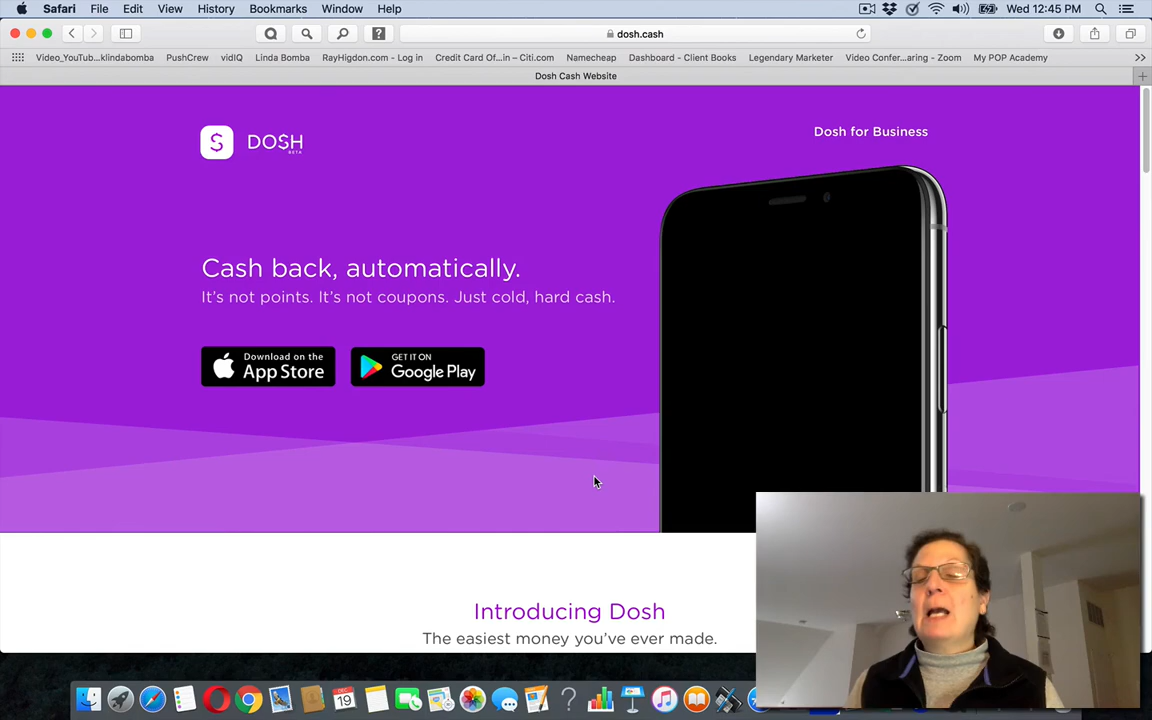 Safari File Edit View History Bookmarks Window Help Wed 12:45 PM
dosh.cash
Video_YouTub...klindabomba PushCrew vidIQ Linda Bomba RayHigdon.com - Log in Credit Card Of...in – Citi.com Namecheap Dashboard - Client Books Legendary Marketer Video Confer...aring - Zoom My POP Academy
Dosh Cash Website
DOSH
BETA
Dosh for Business
Cash back, automatically.
It's not points. It's not coupons. Just cold, hard cash.
Download on the
App Store
GET IT ON
Google Play
Introducing Dosh
The easiest money you've ever made.
DEC
19